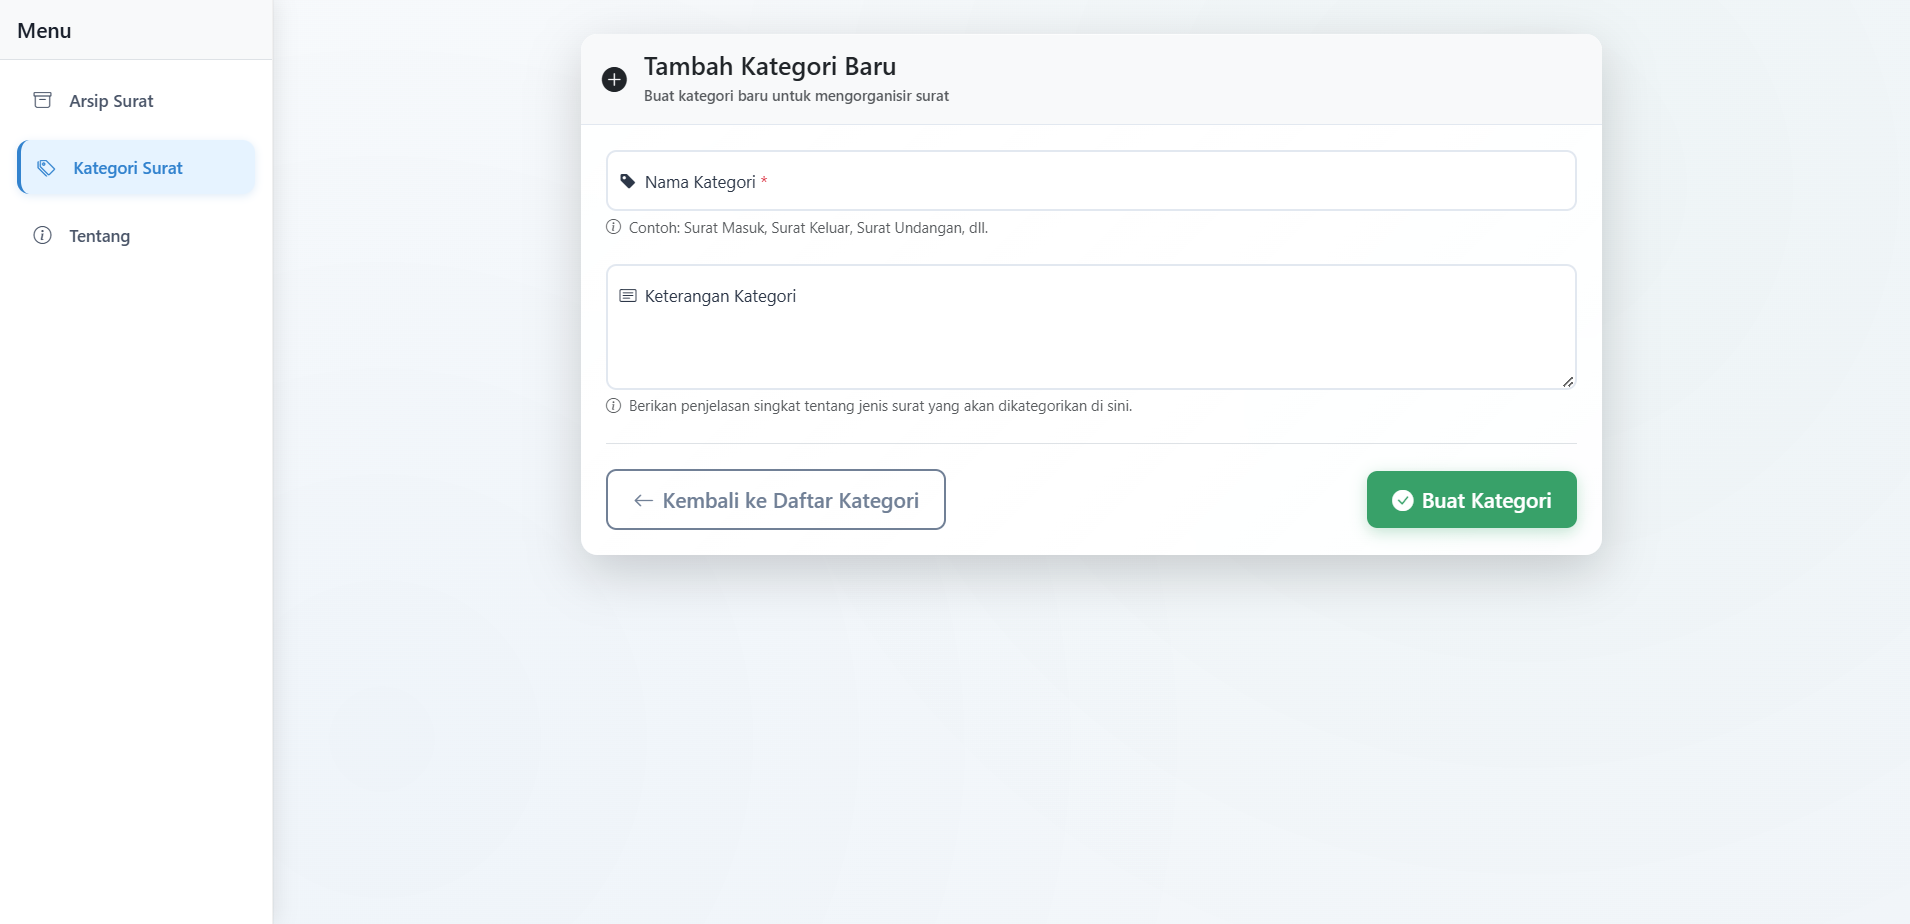 Menu
Arsip Surat
Kategori Surat
Tentang
Tambah Kategori Baru
Buat kategori baru untuk mengorganisir surat
Nama Kategori *
Contoh: Surat Masuk, Surat Keluar, Surat Undangan, dll.
Keterangan Kategori
Berikan penjelasan singkat tentang jenis surat yang akan dikategorikan di sini.
Kembali ke Daftar Kategori
Buat Kategori